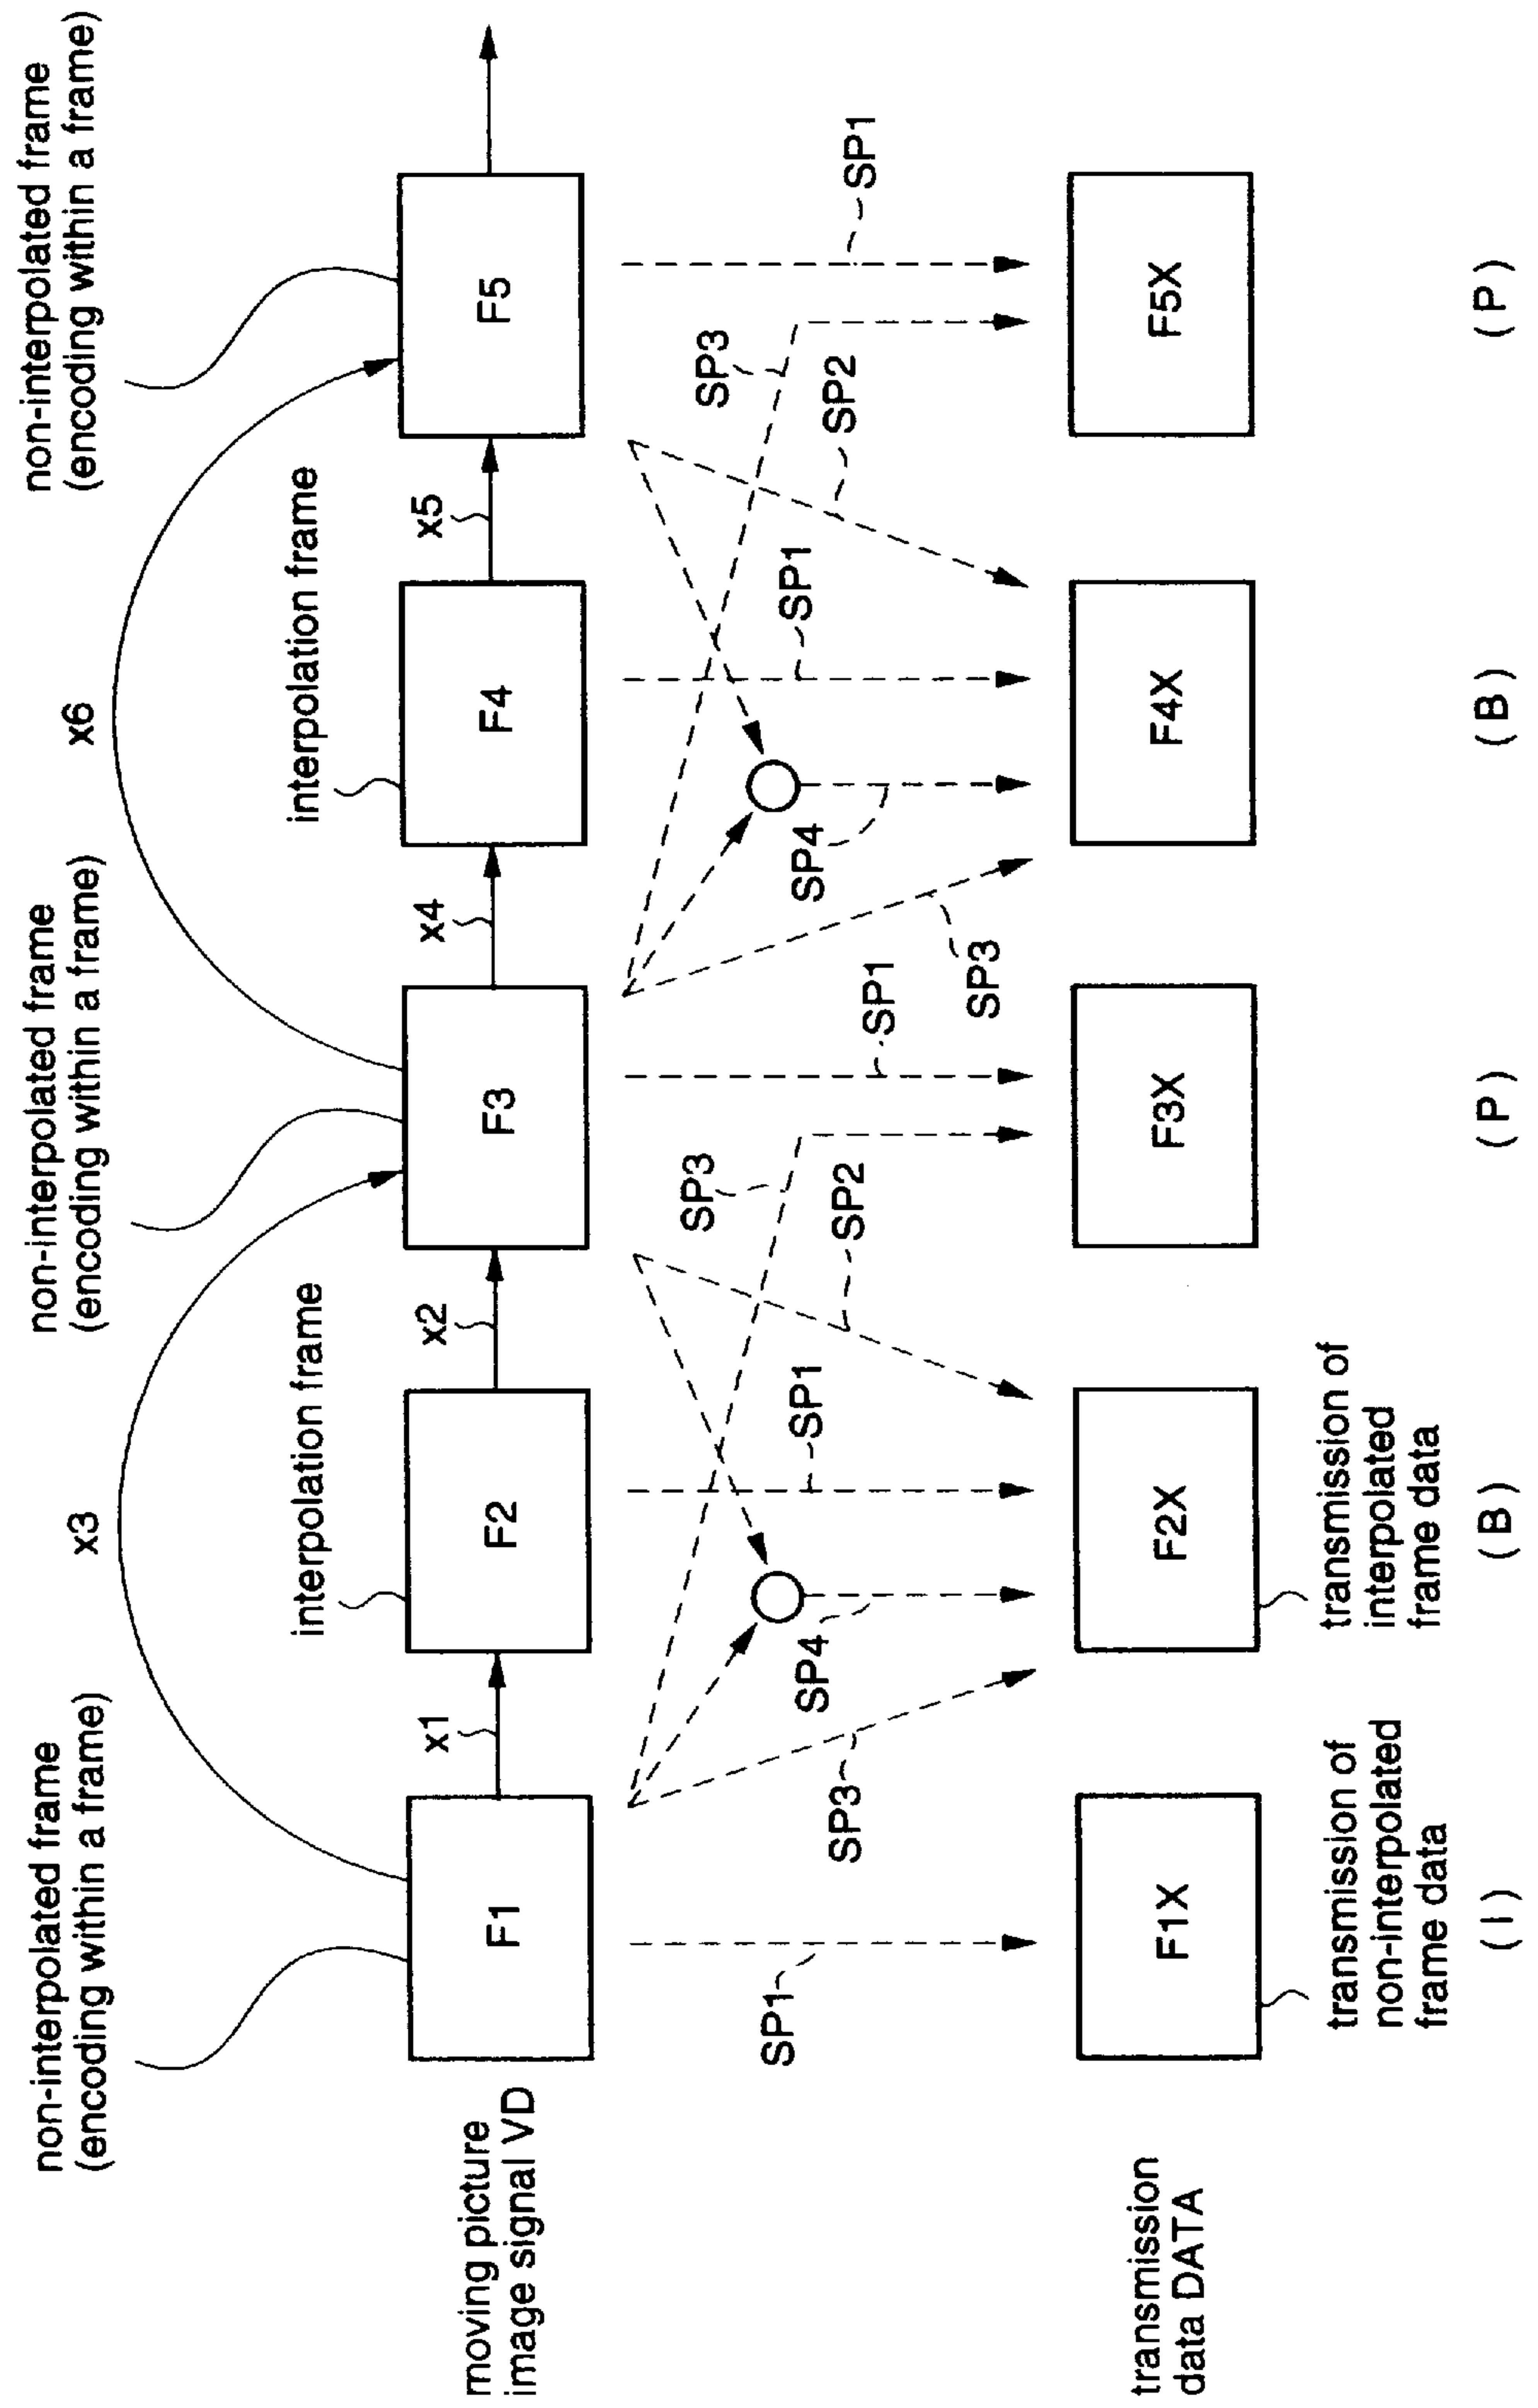 non-interpolated frame
(encoding within a frame)
non-interpolated frame
(encoding within a frame)
non-interpolated frame
(encoding within a frame)
x3
x6
interpolation frame
interpolation frame
moving picture
image signal VD
F1
x1
F2
x2
F3
x4
F4
x5
F5
SP1
SP3
SP4
SP1
SP3
SP2
SP1
SP3
SP4
SP1
SP3
SP2
SP1
transmission
data DATA
F1X
F2X
F3X
F4X
F5X
transmission of
non-interpolated
frame data
transmission of
interpolated
frame data
( I )
( B )
( P )
( B )
( P )